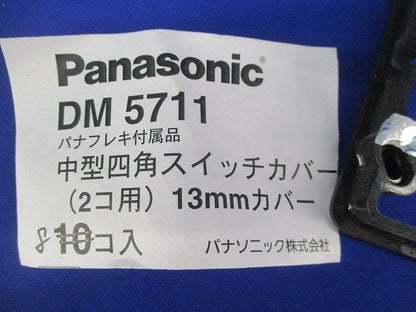 Panasonic®
DM 5711
パナフレキ付属品
中型四角スイッチカバー
(2コ用) 13mmカバー
8 10コ入
パナソニック株式会社